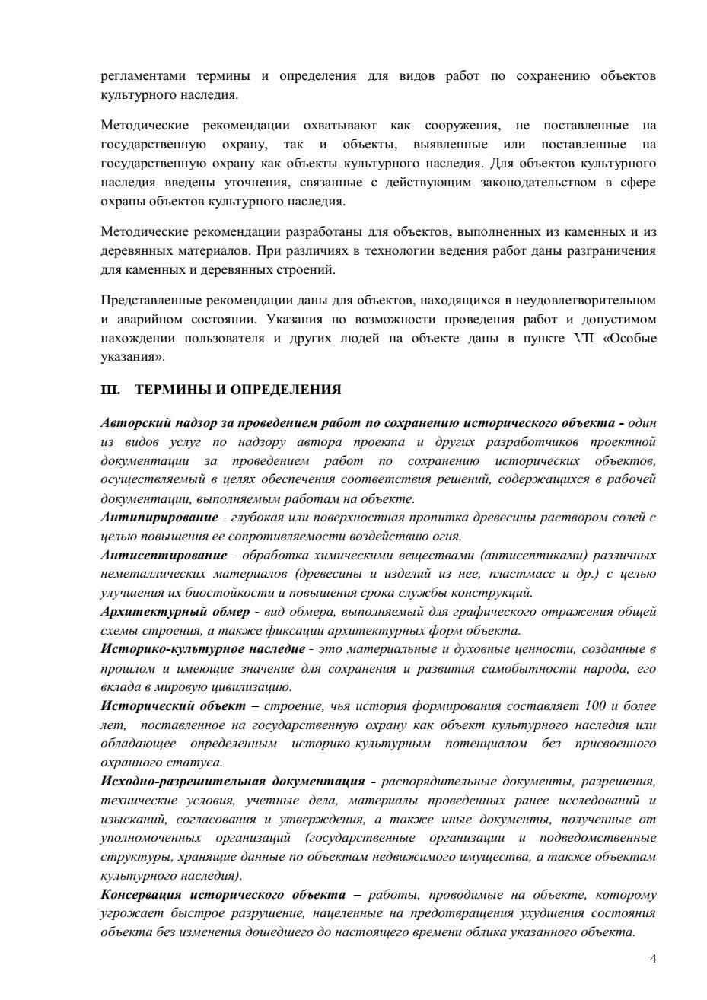 регламентами термины и определения для видов работ по сохранению объектов
культурного наследия.
Методические рекомендации охватывают как сооружения, не поставленные на
государственную охрану, так и объекты, выявленные или поставленные на
государственную охрану как объекты культурного наследия. Для объектов культурного
наследия введены уточнения, связанные с действующим законодательством в сфере
охраны объектов культурного наследия.
Методические рекомендации разработаны для объектов, выполненных из каменных и из
деревянных материалов. При различиях в технологии ведения работ даны разграничения
для каменных и деревянных строений.
Представленные рекомендации даны для объектов, находящихся в неудовлетворительном
и аварийном состоянии. Указания по возможности проведения работ и допустимом
нахождении пользователя и других людей на объекте даны в пункте VII «Особые
указания».
III. ТЕРМИНЫ И ОПРЕДЕЛЕНИЯ
Авторский надзор за проведением работ по сохранению исторического объекта - один
из видов услуг по надзору автора проекта и других разработчиков проектной
документации за проведением работ по сохранению исторических объектов,
осуществляемый в целях обеспечения соответствия решений, содержащихся в рабочей
документации, выполняемым работам на объекте.
Антипирирование - глубокая или поверхностная пропитка древесины раствором солей с
целью повышения ее сопротивляемости воздействию огня.
Антисептирование - обработка химическими веществами (антисептиками) различных
неметаллических материалов (древесины и изделий из нее, пластмасс и др.) с целью
улучшения их биостойкости и повышения срока службы конструкций.
Архитектурный обмер - вид обмера, выполняемый для графического отражения общей
схемы строения, а также фиксации архитектурных форм объекта.
Историко-культурное наследие - это материальные и духовные ценности, созданные в
прошлом и имеющие значение для сохранения и развития самобытности народа, его
вклада в мировую цивилизацию.
Исторический объект – строение, чья история формирования составляет 100 и более
лет, поставленное на государственную охрану как объект культурного наследия или
обладающее определенным историко-культурным потенциалом без присвоенного
охранного статуса.
Исходно-разрешительная документация - распорядительные документы, разрешения,
технические условия, учетные дела, материалы проведенных ранее исследований и
изысканий, согласования и утверждения, а также иные документы, полученные от
уполномоченных организаций (государственные организации и подведомственные
структуры, хранящие данные по объектам недвижимого имущества, а также объектам
культурного наследия).
Консервация исторического объекта – работы, проводимые на объекте, которому
угрожает быстрое разрушение, нацеленные на предотвращения ухудшения состояния
объекта без изменения дошедшего до настоящего времени облика указанного объекта.
4